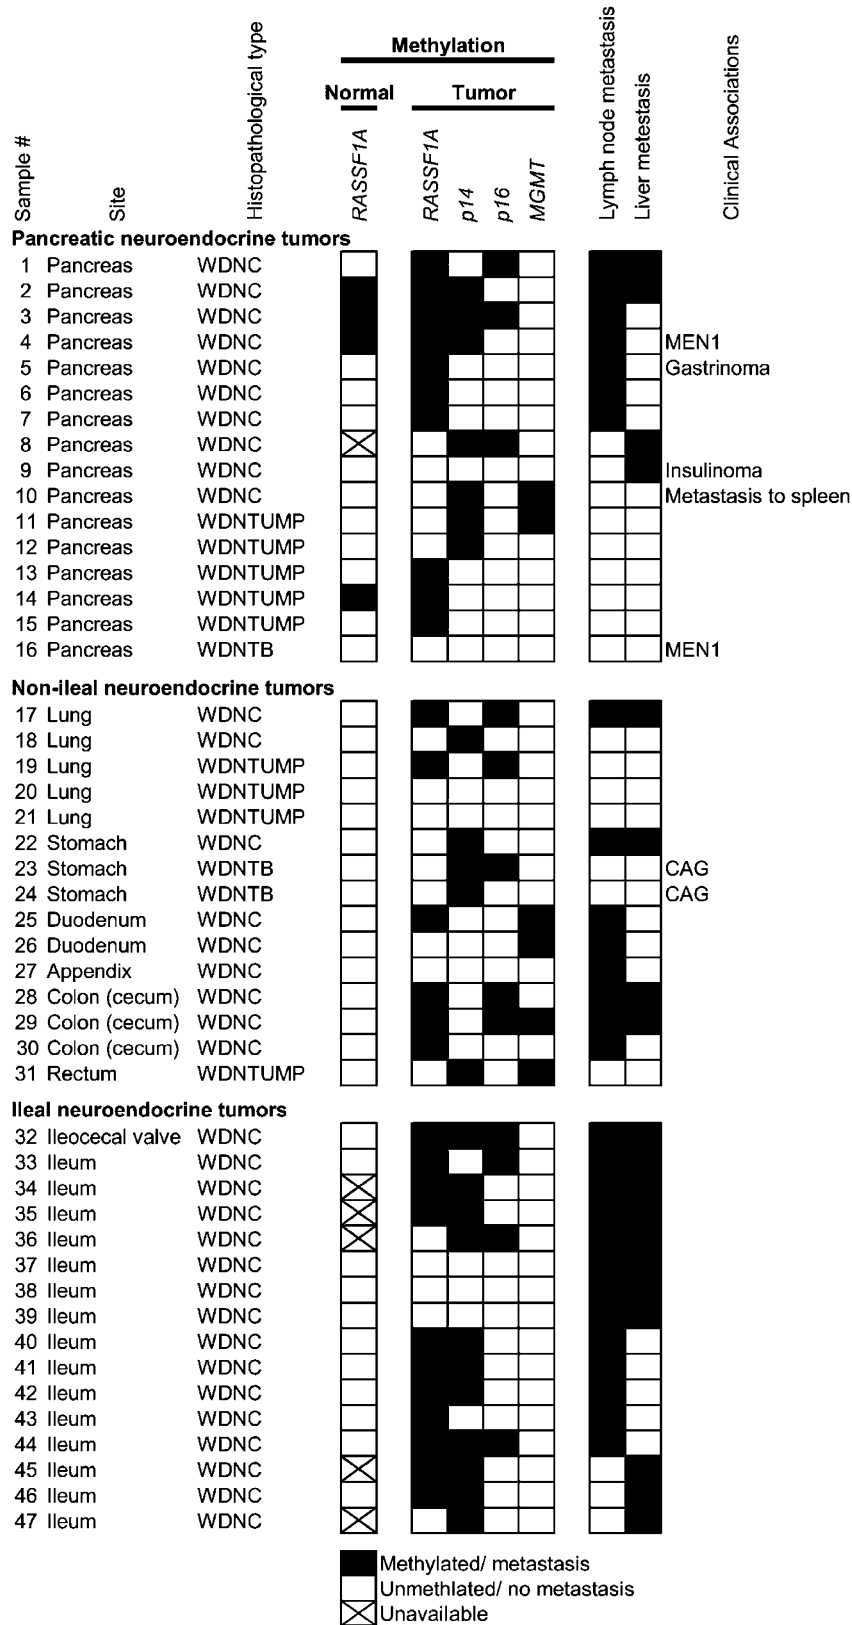 Methylation
Normal Tumor
Sample # Site Histopathological type RASSF1A RASSF1A p14 p16 MGMT Lymph node metastasis Liver metestasis Clinical Associations
Pancreatic neuroendocrine tumors
1 Pancreas WDNC
2 Pancreas WDNC
3 Pancreas WDNC
4 Pancreas WDNC MEN1
5 Pancreas WDNC Gastrinoma
6 Pancreas WDNC
7 Pancreas WDNC
8 Pancreas WDNC
9 Pancreas WDNC Insulinoma
10 Pancreas WDNC Metastasis to spleen
11 Pancreas WDNTUMP
12 Pancreas WDNTUMP
13 Pancreas WDNTUMP
14 Pancreas WDNTUMP
15 Pancreas WDNTUMP
16 Pancreas WDNTB MEN1
Non-ileal neuroendocrine tumors
17 Lung WDNC
18 Lung WDNC
19 Lung WDNTUMP
20 Lung WDNTUMP
21 Lung WDNTUMP
22 Stomach WDNC
23 Stomach WDNTB CAG
24 Stomach WDNTB CAG
25 Duodenum WDNC
26 Duodenum WDNC
27 Appendix WDNC
28 Colon (cecum) WDNC
29 Colon (cecum) WDNC
30 Colon (cecum) WDNC
31 Rectum WDNTUMP
Ileal neuroendocrine tumors
32 Ileocecal valve WDNC
33 Ileum WDNC
34 Ileum WDNC
35 Ileum WDNC
36 Ileum WDNC
37 Ileum WDNC
38 Ileum WDNC
39 Ileum WDNC
40 Ileum WDNC
41 Ileum WDNC
42 Ileum WDNC
43 Ileum WDNC
44 Ileum WDNC
45 Ileum WDNC
46 Ileum WDNC
47 Ileum WDNC
Methylated/ metastasis
Unmethlated/ no metastasis
Unavailable